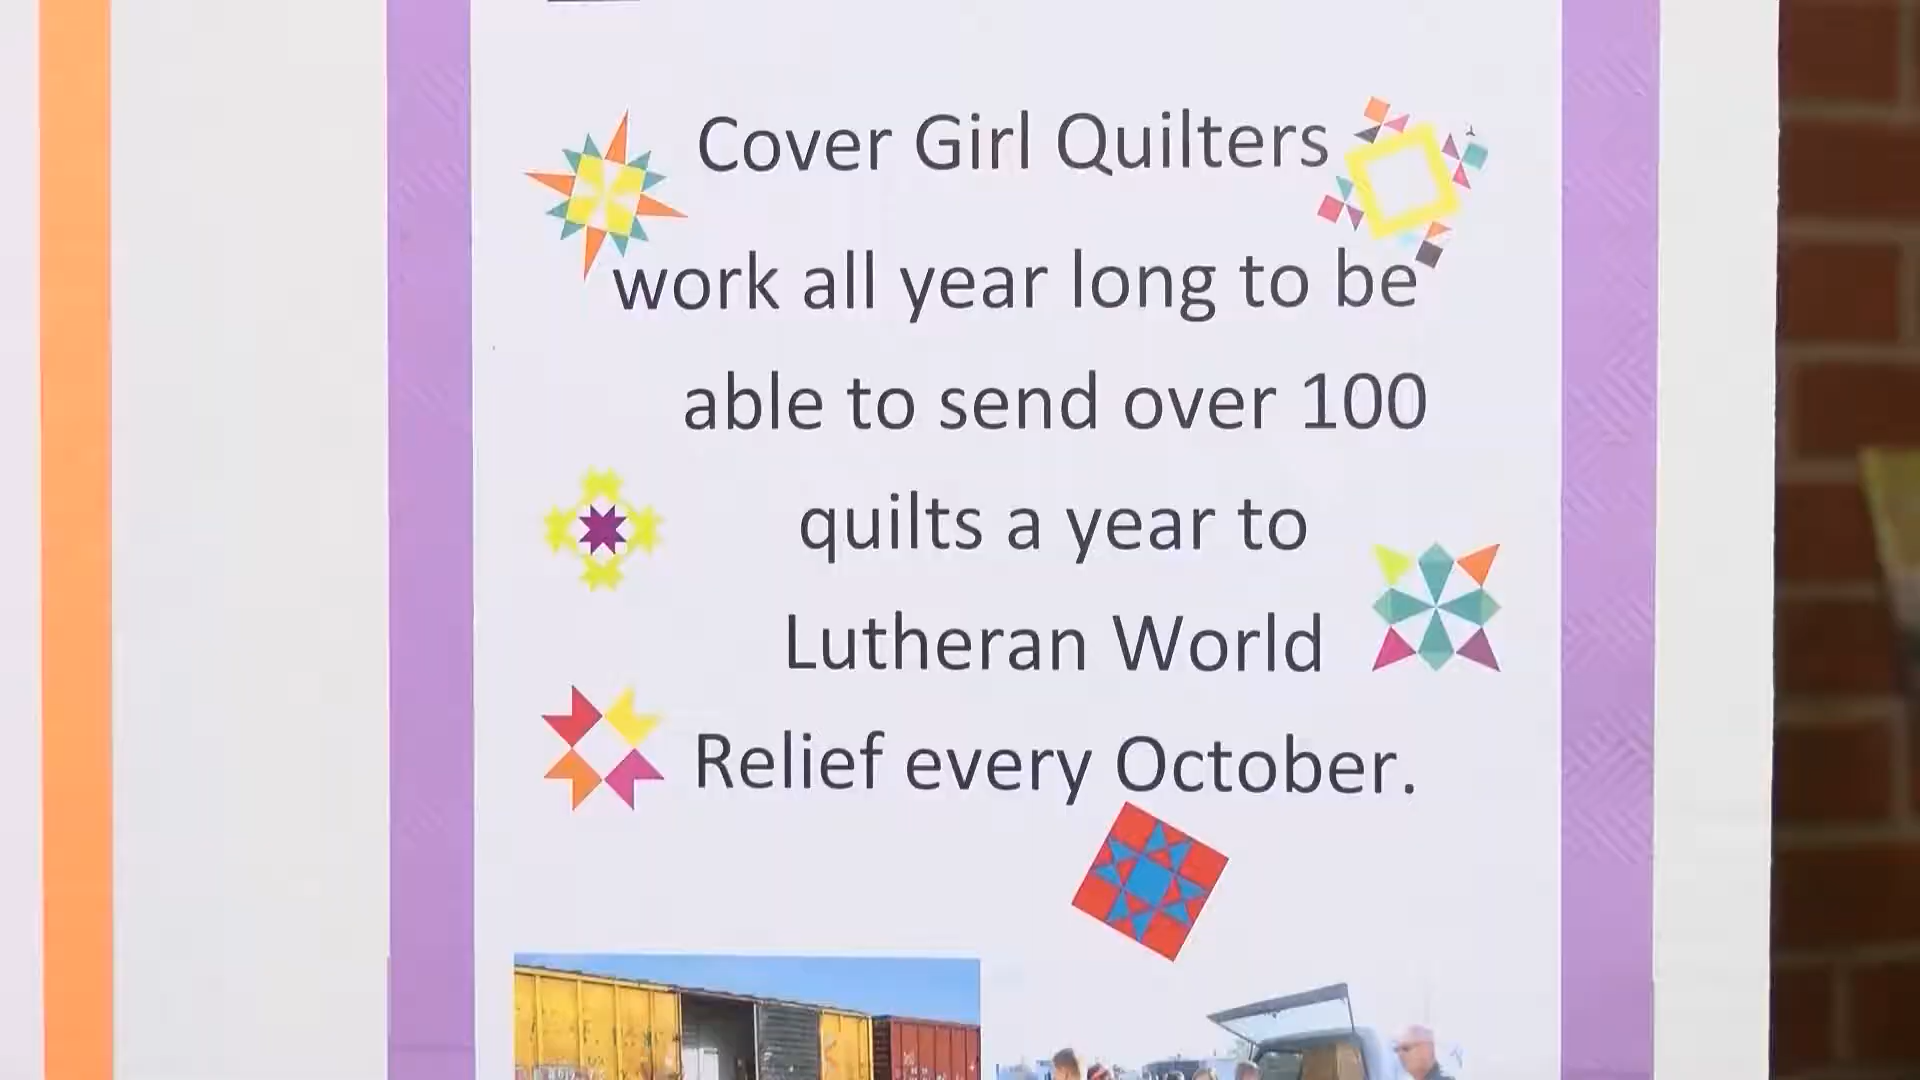 Cover Girl Quilters
work all year long to be
able to send over 100
quilts a year to
Lutheran World
Relief every October.